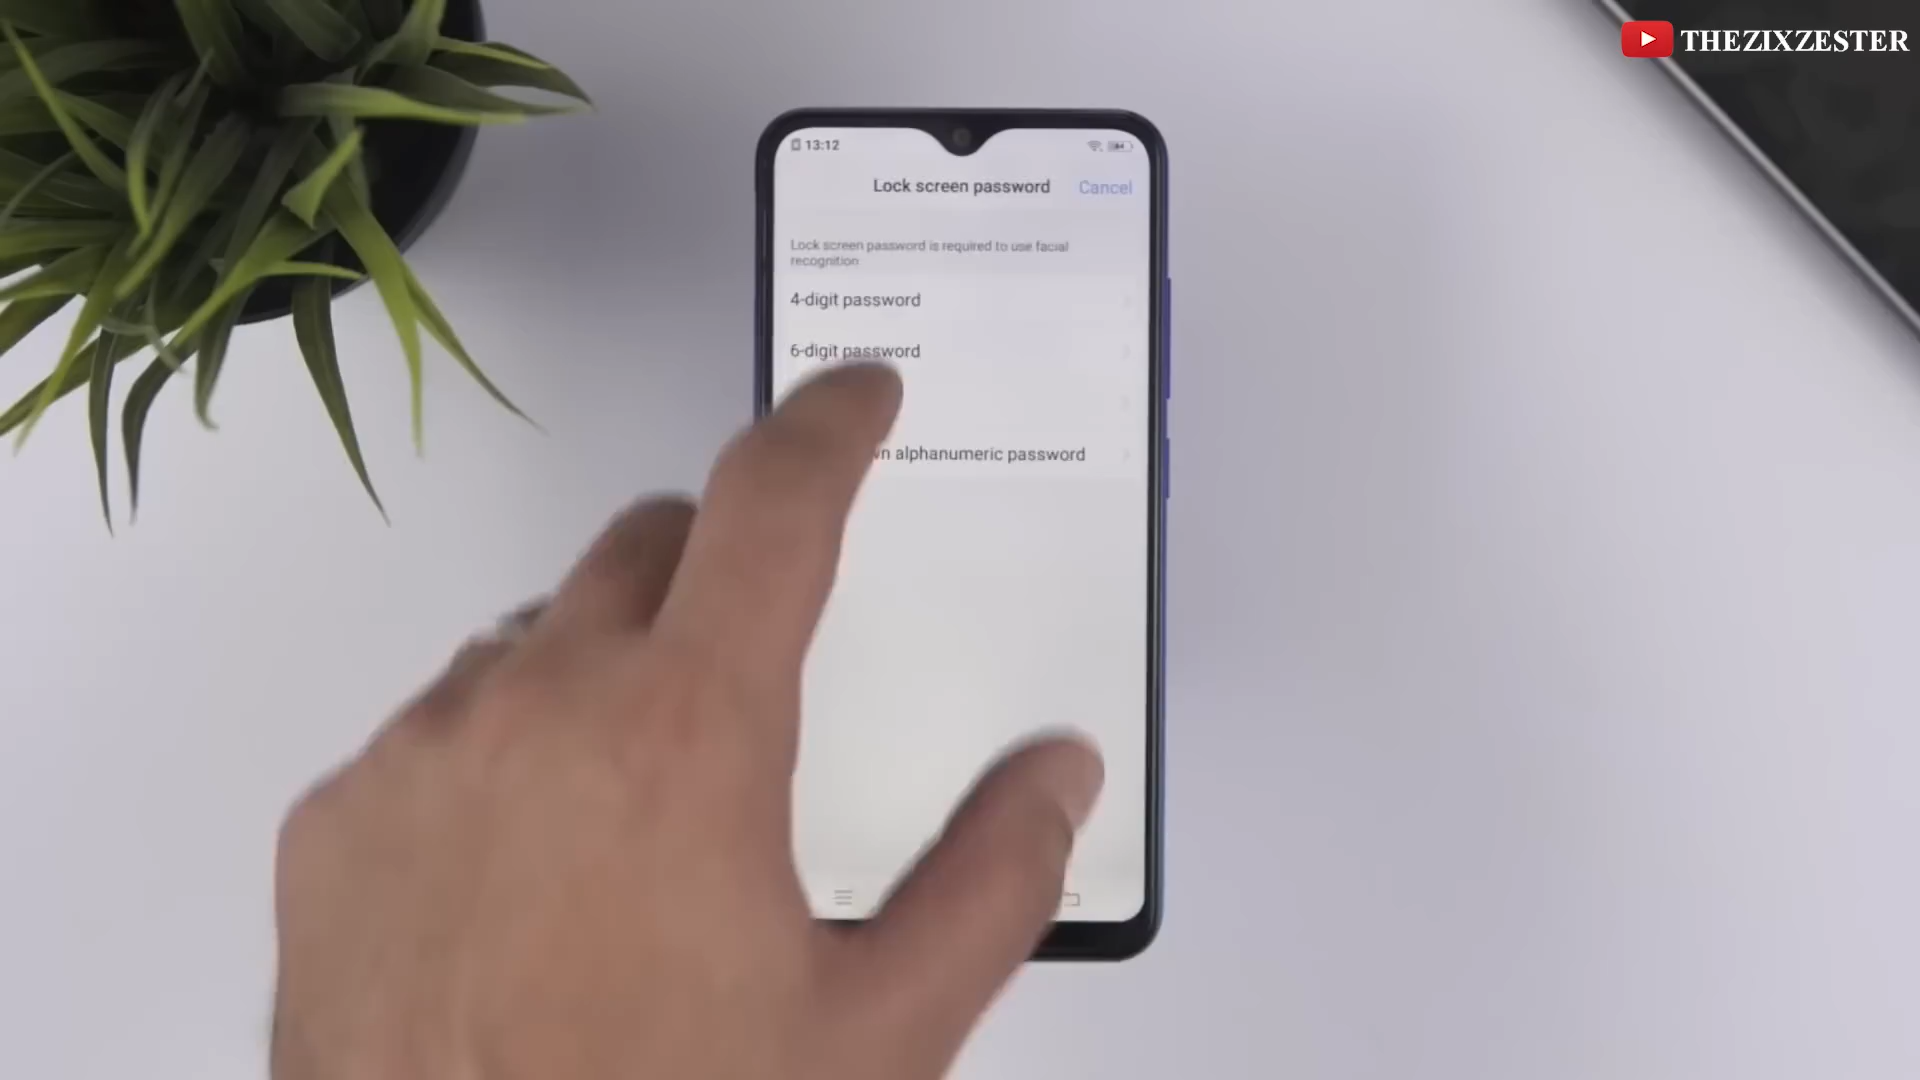 THEZIXZESTER
13:12
Lock screen password
Cancel
Lock screen password is required to use facial
recognition
4-digit password
6-digit password
alphanumeric password